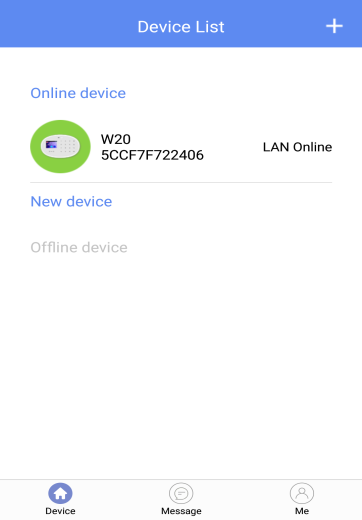 Device List
+
Online device
W20
5CCF7F722406
LAN Online
New device
Offline device
Device
Message
Me